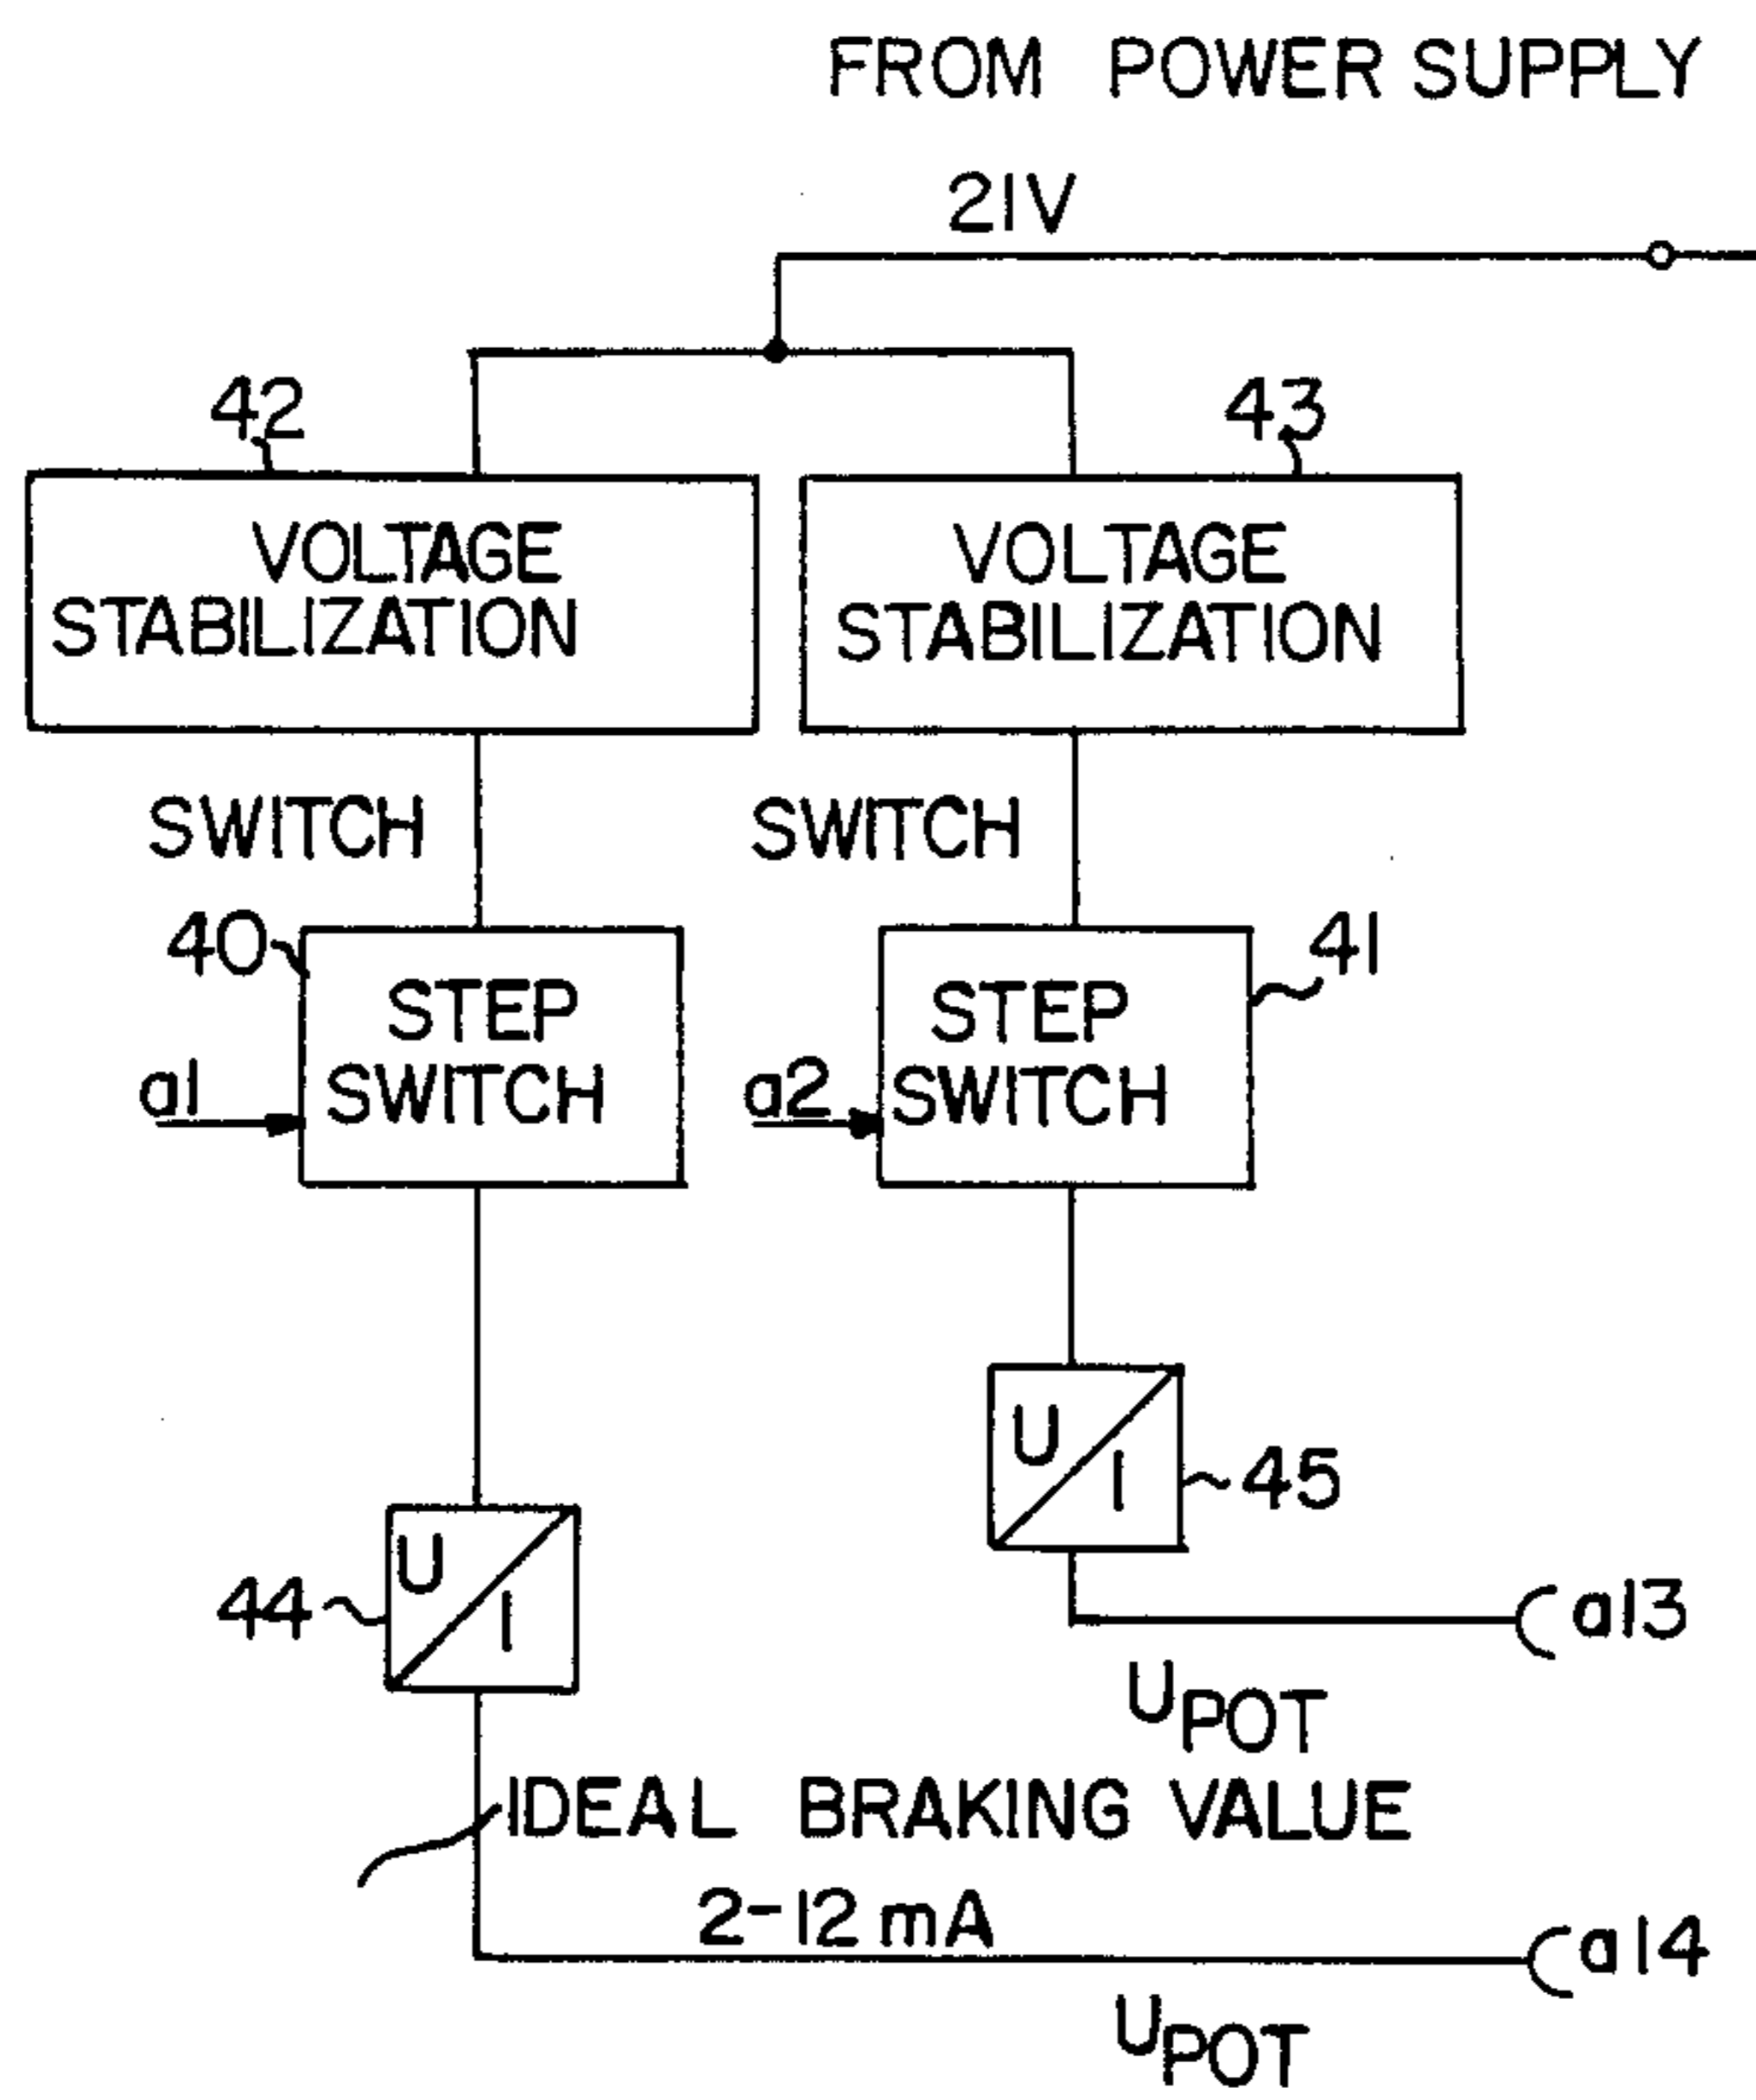 FROM POWER SUPPLY
21V
42
43
VOLTAGE
STABILIZATION
VOLTAGE
STABILIZATION
SWITCH
SWITCH
40
STEP
SWITCH
41
STEP
SWITCH
a1
a2
U
I
45
U
I
44
a13
UPOT
IDEAL BRAKING VALUE
2-12 mA
a14
UPOT